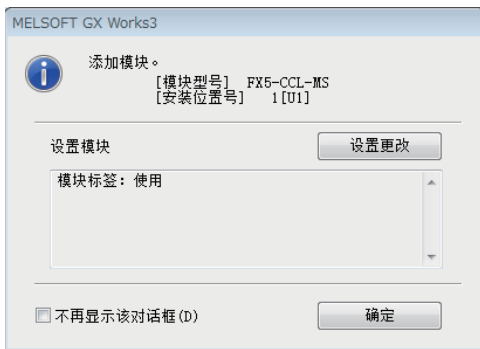 MELSOFT GX Works3
添加模块。
[模块型号] FX5-CCL-MS
[安装位置号] 1[U1]
设置模块
设置更改
模块标签: 使用
不再显示该对话框(D)
确定